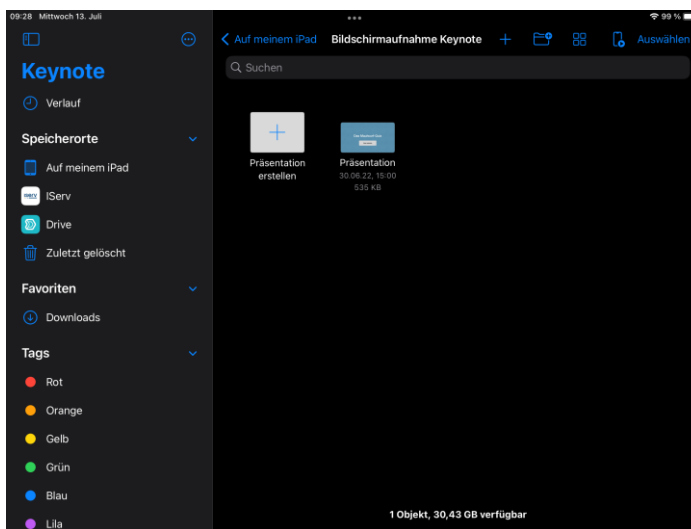 09:28 Mittwoch 13. Juli
99 %
Auf meinem iPad
Bildschirmaufnahme Keynote
Auswählen
Suchen
Keynote
Verlauf
Speicherorte
Auf meinem iPad
IServ
Drive
Zuletzt gelöscht
Favoriten
Downloads
Tags
Rot
Orange
Gelb
Grün
Blau
Lila
Präsentation
erstellen
Präsentation
30.06.22, 15:00
535 KB
1 Objekt, 30,43 GB verfügbar